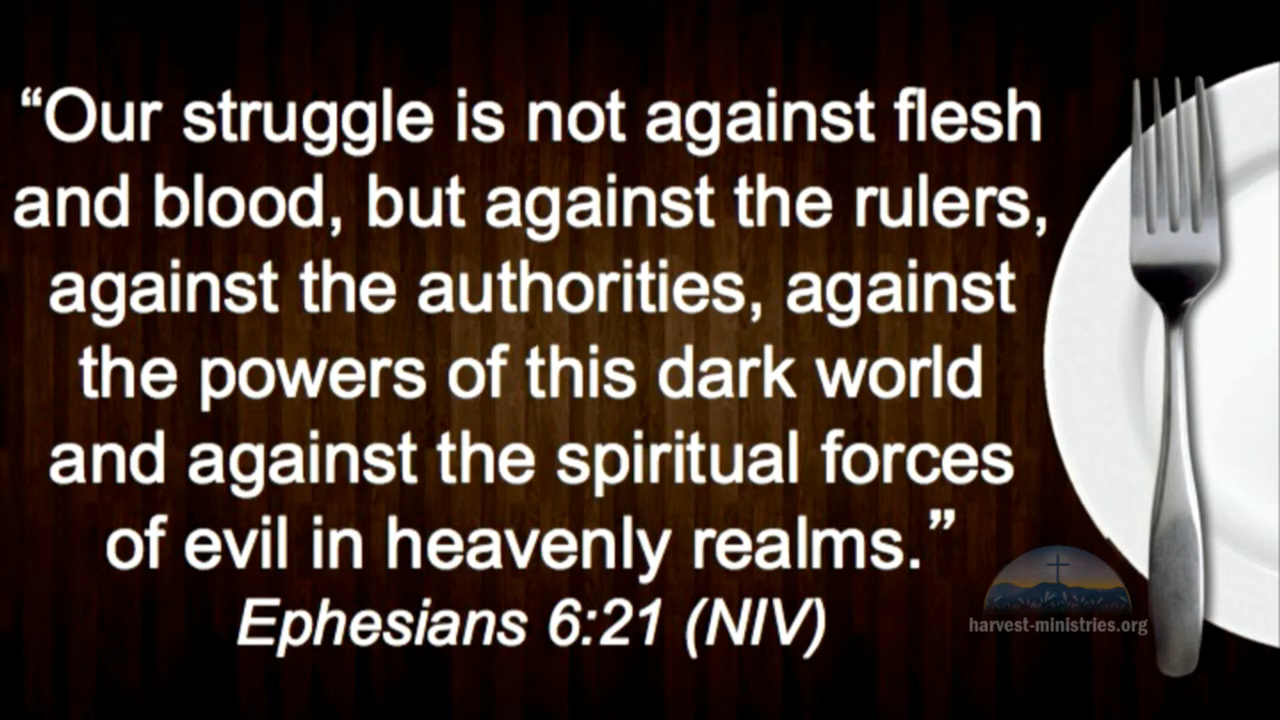 “Our struggle is not against flesh
and blood, but against the rulers,
against the authorities, against
the powers of this dark world
and against the spiritual forces
of evil in heavenly realms.”
Ephesians 6:21 (NIV)
harvest-ministries.org